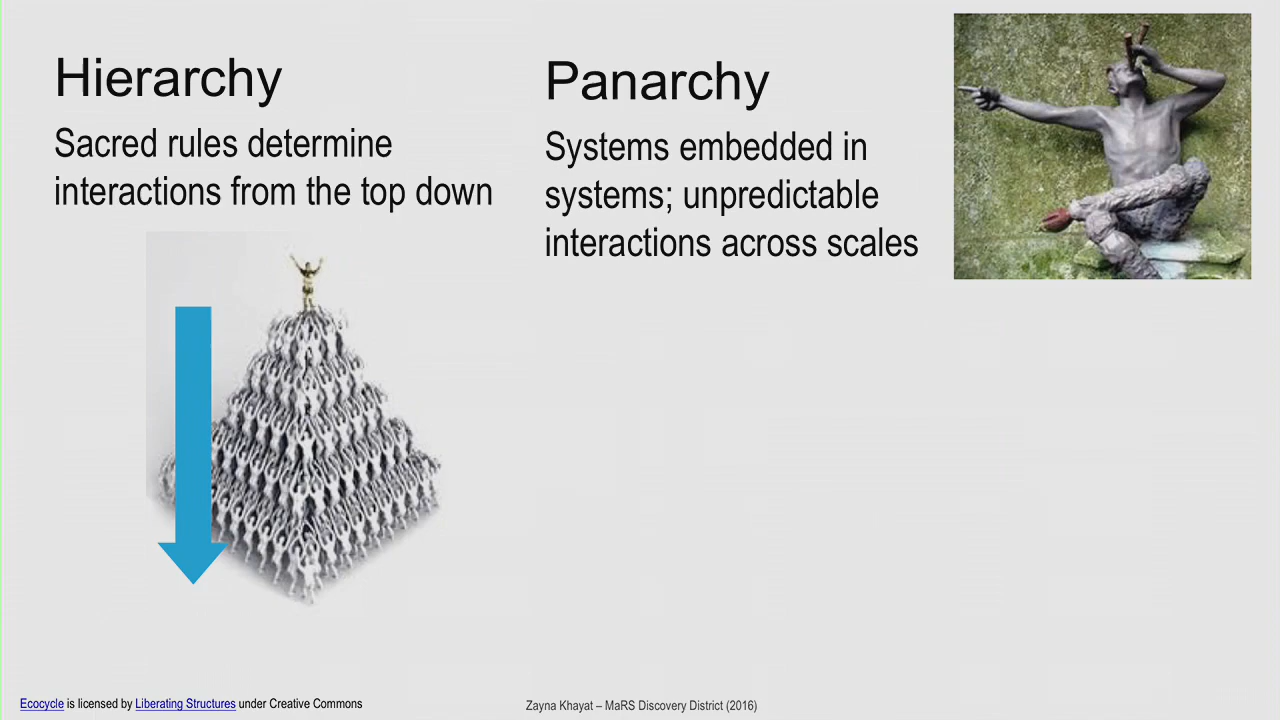 Hierarchy
Sacred rules determine
interactions from the top down
Panarchy
Systems embedded in
systems; unpredictable
interactions across scales
Ecocycle is licensed by Liberating Structures under Creative Commons
Zayna Khayat – MaRS Discovery District (2016)